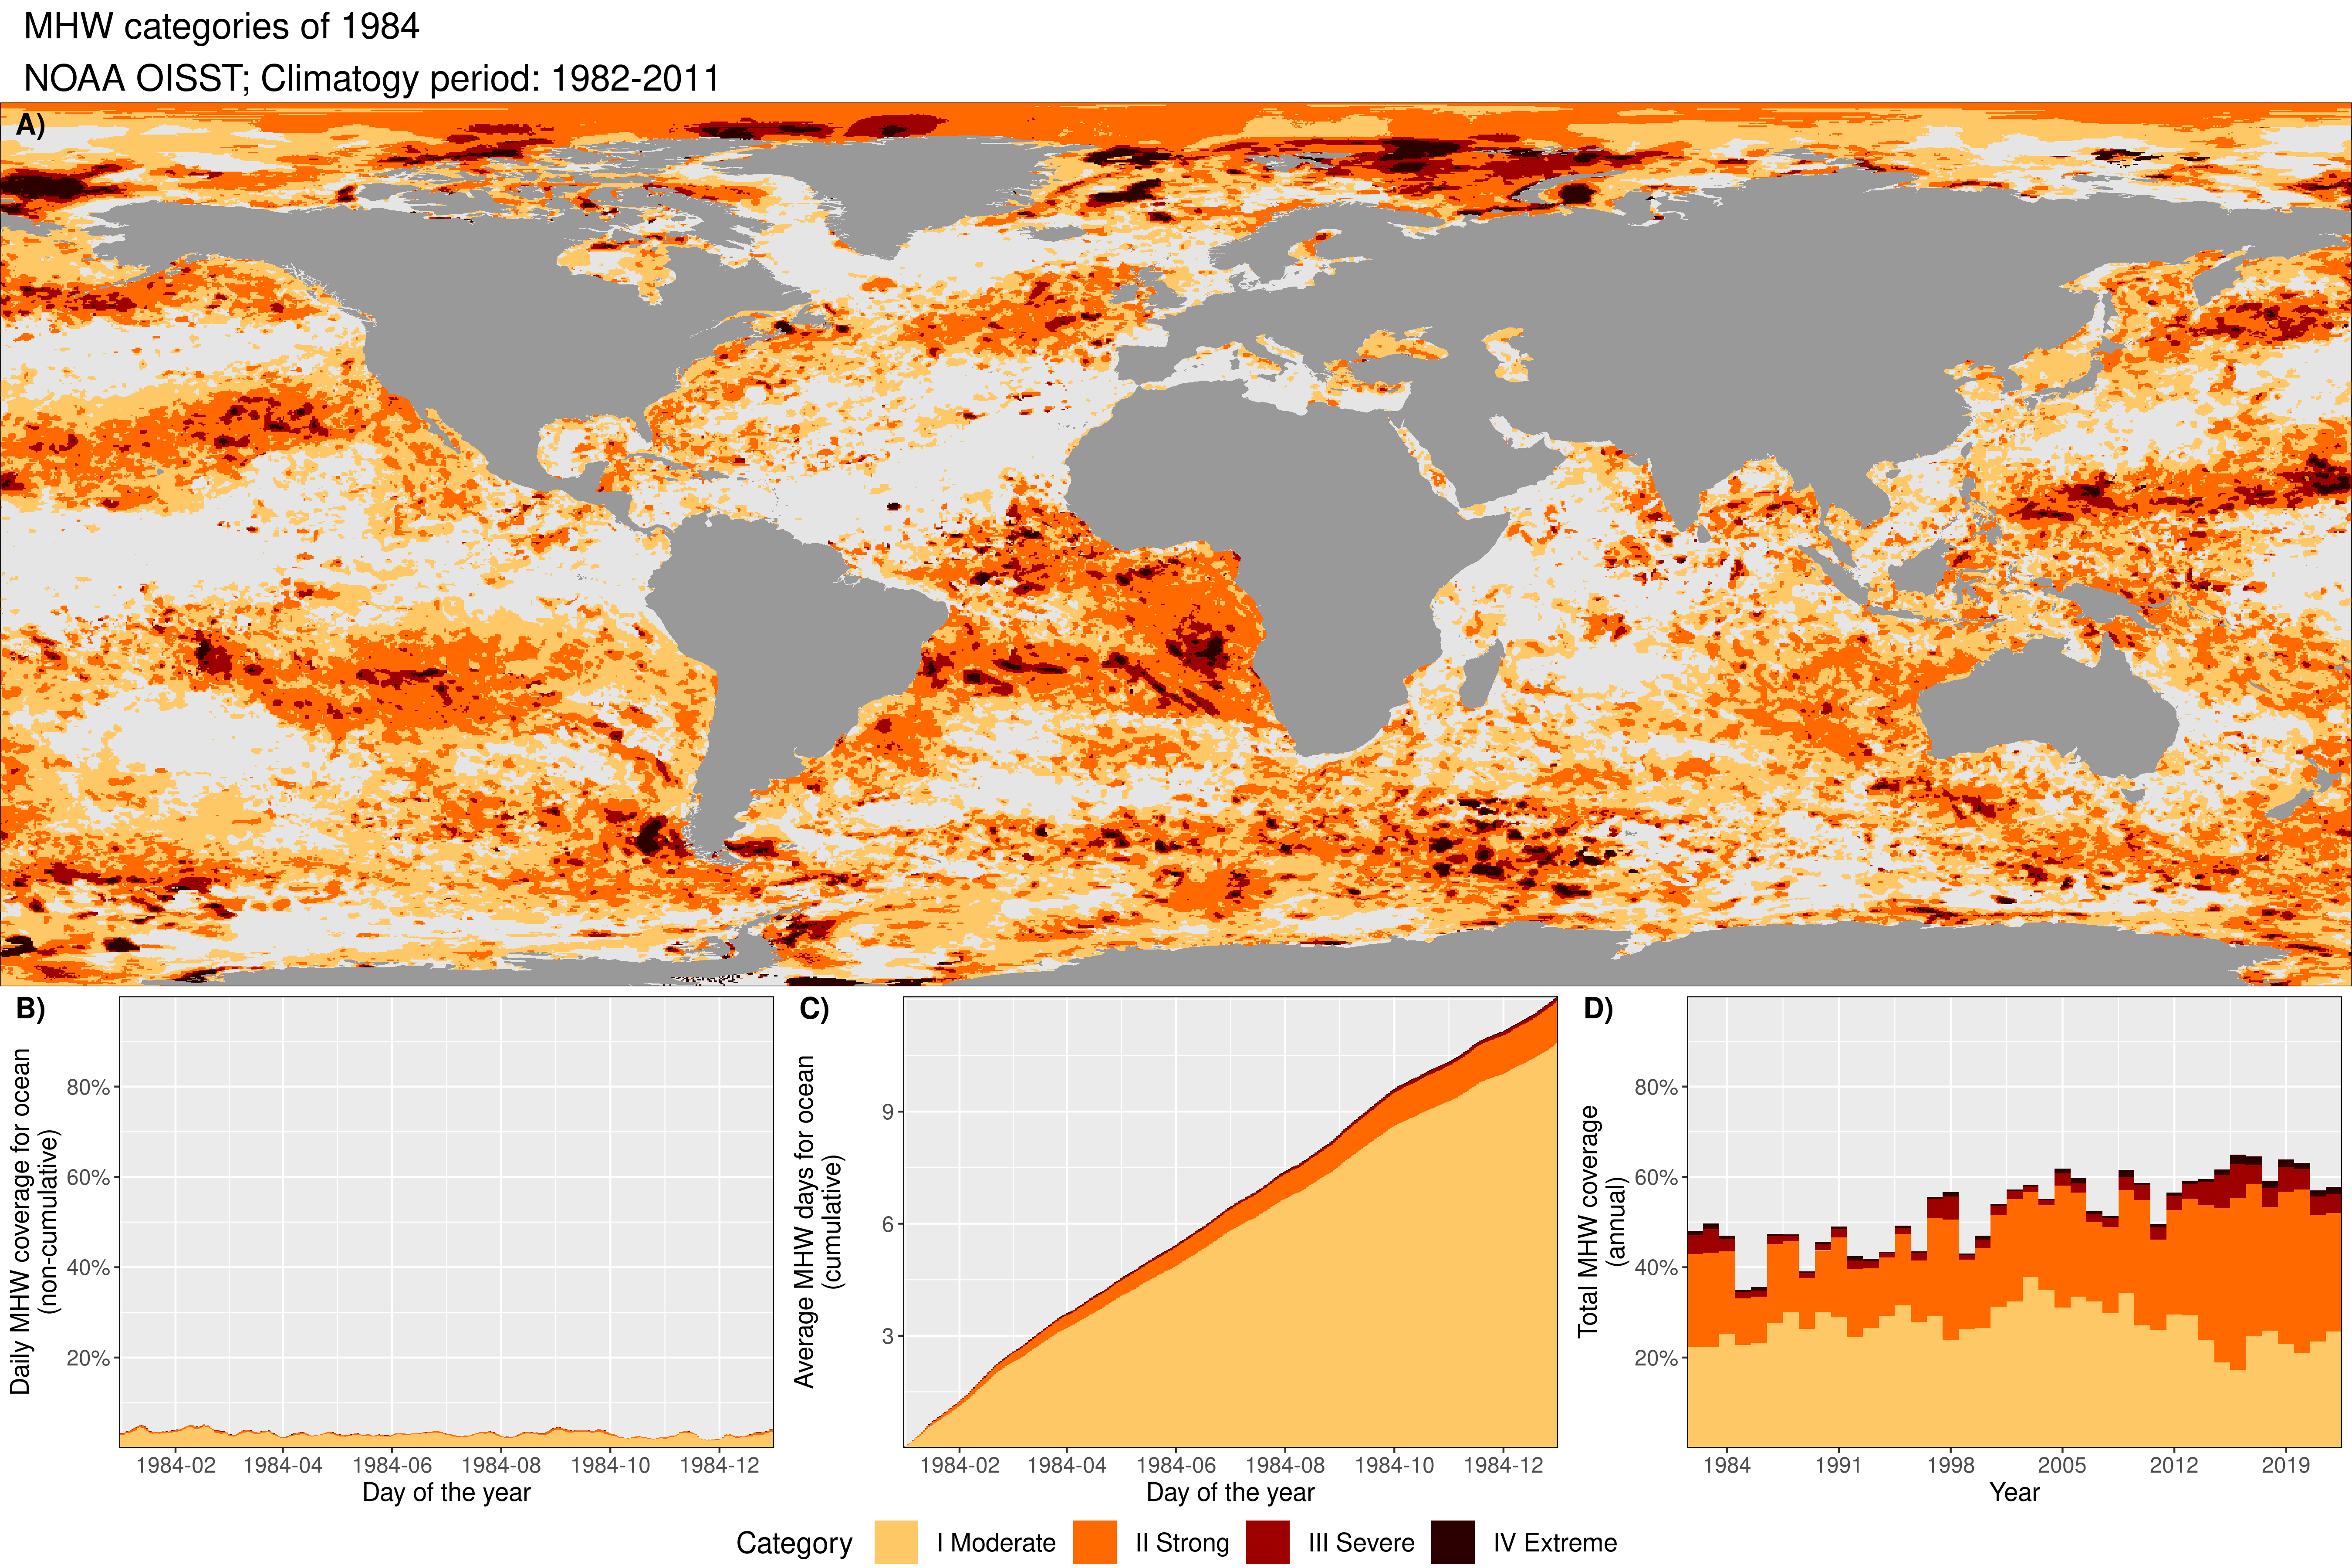 MHW categories of 1984
NOAA OISST; Climatogy period: 1982-2011
A)
B)
Daily MHW coverage for ocean
(non-cumulative)
80%
60%
40%
20%
1984-02 1984-04 1984-06 1984-08 1984-10 1984-12
Day of the year
C)
Average MHW days for ocean
(cumulative)
9
6
3
1984-02 1984-04 1984-06 1984-08 1984-10 1984-12
Day of the year
D)
Total MHW coverage
(annual)
80%
60%
40%
20%
1984 1991 1998 2005 2012 2019
Year
Category I Moderate II Strong III Severe IV Extreme